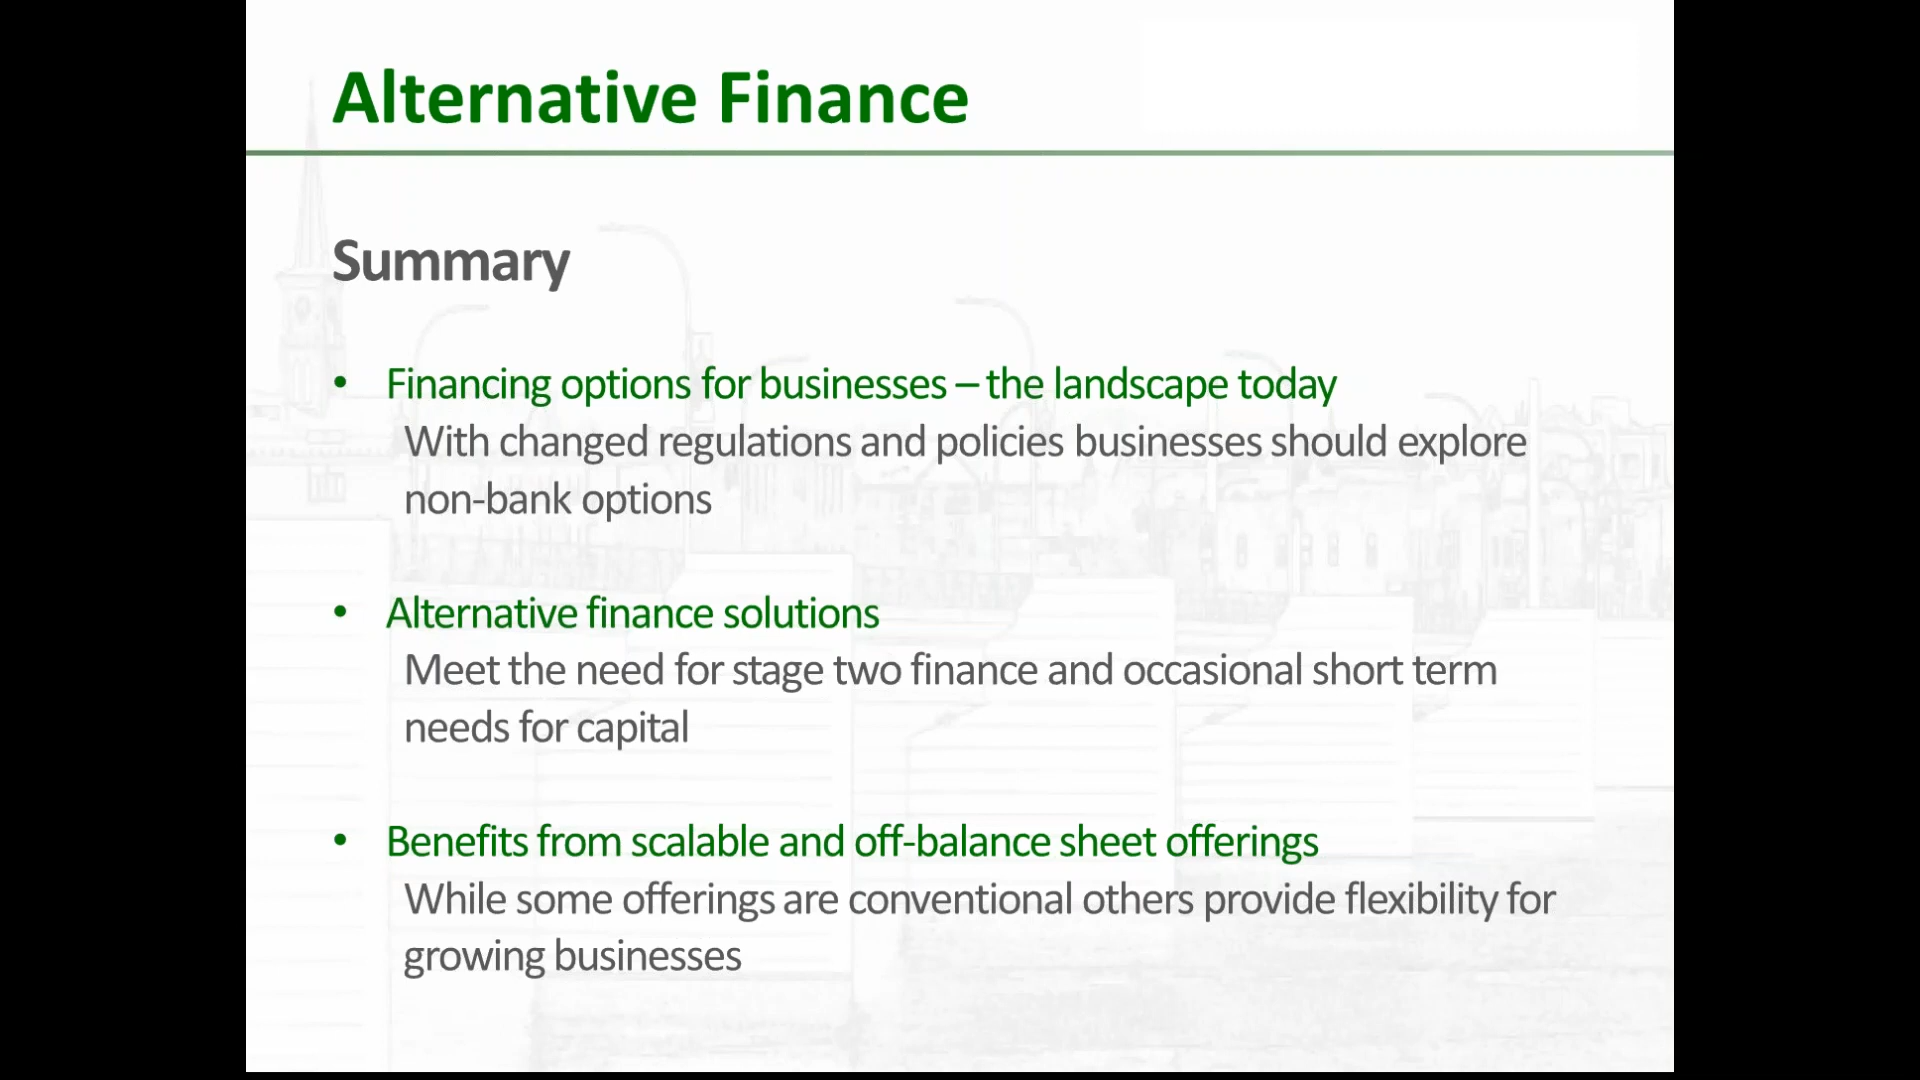 Alternative Finance
Summary
• Financing options for businesses – the landscape today
With changed regulations and policies businesses should explore
non-bank options
• Alternative finance solutions
Meet the need for stage two finance and occasional short term
needs for capital
• Benefits from scalable and off-balance sheet offerings
While some offerings are conventional others provide flexibility for
growing businesses